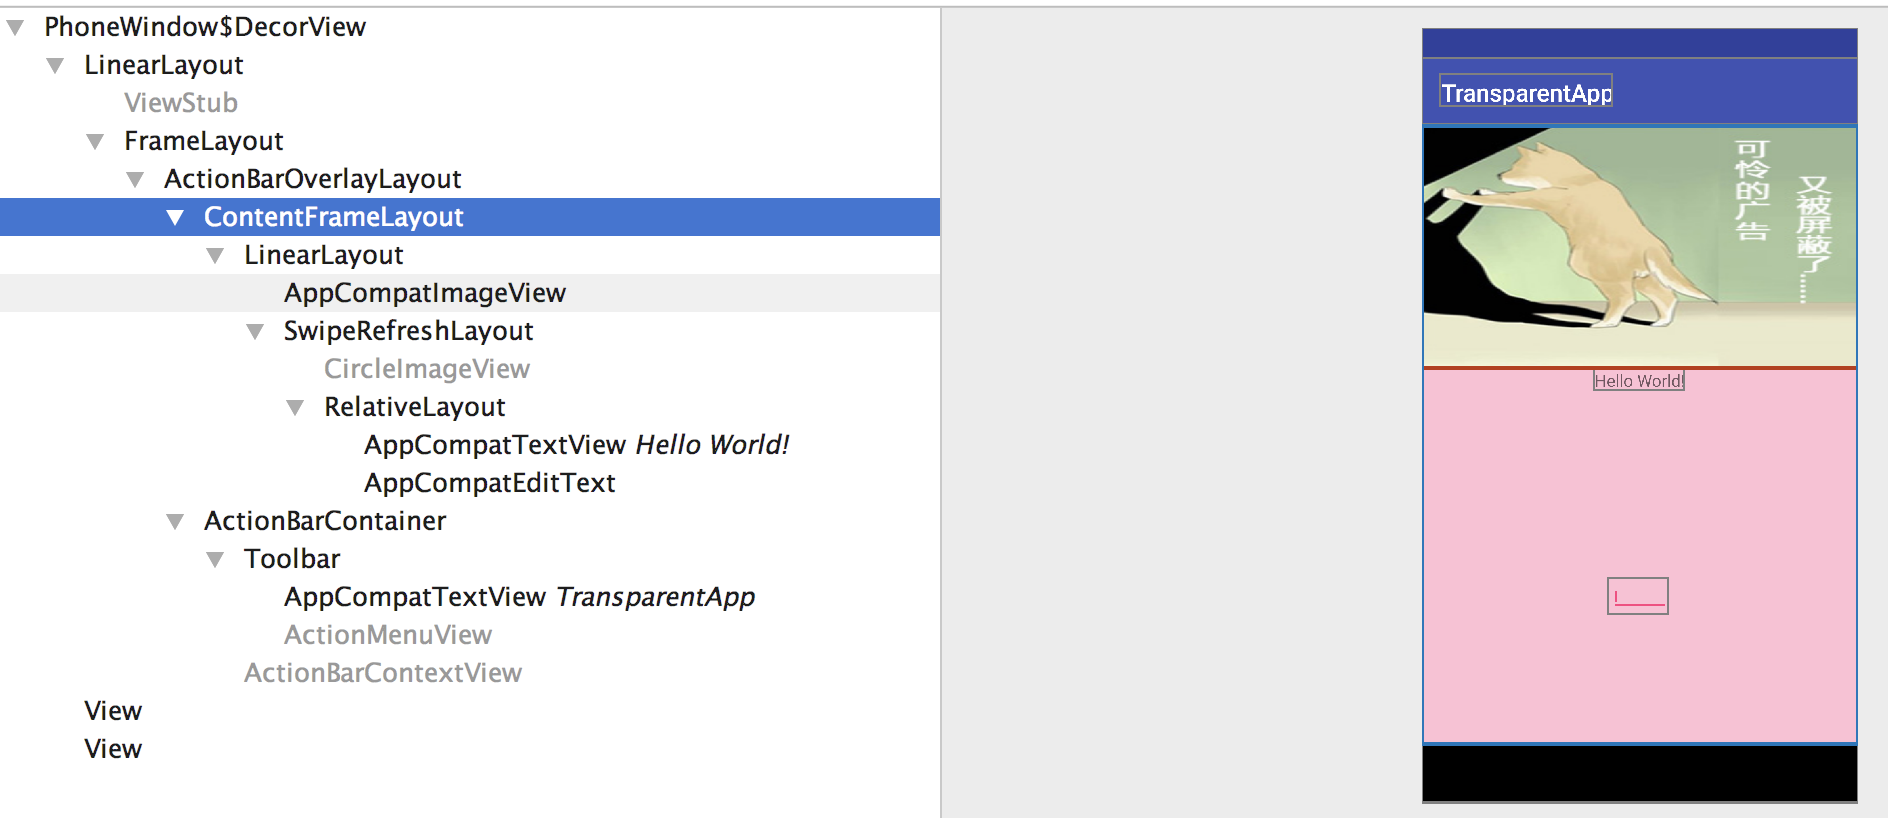 PhoneWindow$DecorView
LinearLayout
ViewStub
FrameLayout
ActionBarOverlayLayout
ContentFrameLayout
LinearLayout
AppCompatImageView
SwipeRefreshLayout
CircleImageView
RelativeLayout
AppCompatTextView Hello World!
AppCompatEditText
ActionBarContainer
Toolbar
AppCompatTextView TransparentApp
ActionMenuView
ActionBarContextView
View
View
TransparentApp
可怜的广告
又被屏蔽了……
Hello World!